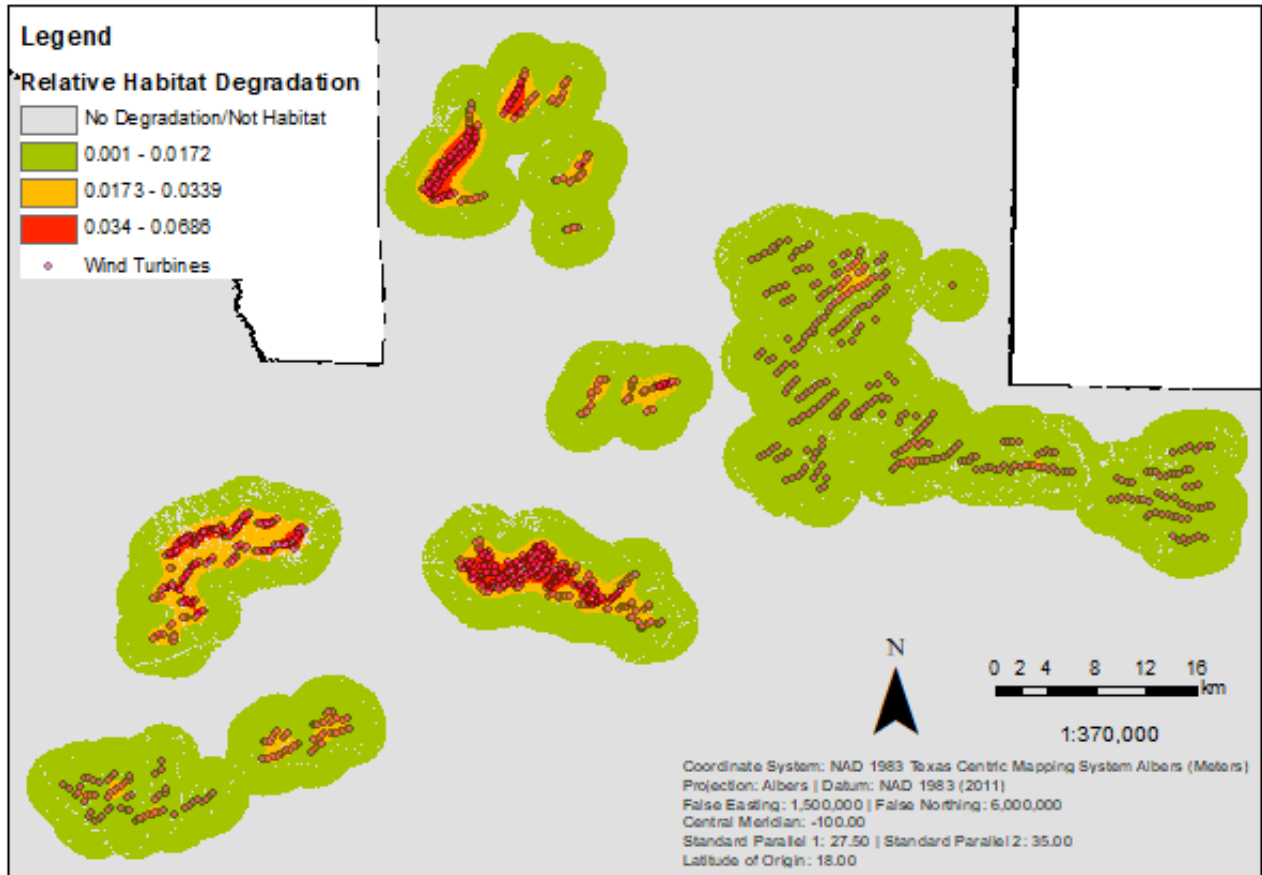 Legend
Relative Habitat Degradation
No Degradation/Not Habitat
0.001 - 0.0172
0.0173 - 0.0339
0.034 - 0.0686
Wind Turbines
N
0 2 4 8 12 16
km
1:370,000
Coordinate System: NAD 1983 Texas Centric Mapping System Albers (Meters)
Projection: Albers | Datum: NAD 1983 (2011)
False Easting: 1,500,000 | False Northing: 6,000,000
Central Meridian: -100.00
Standard Parallel 1: 27.50 | Standard Parallel 2: 35.00
Latitude of Origin: 18.00